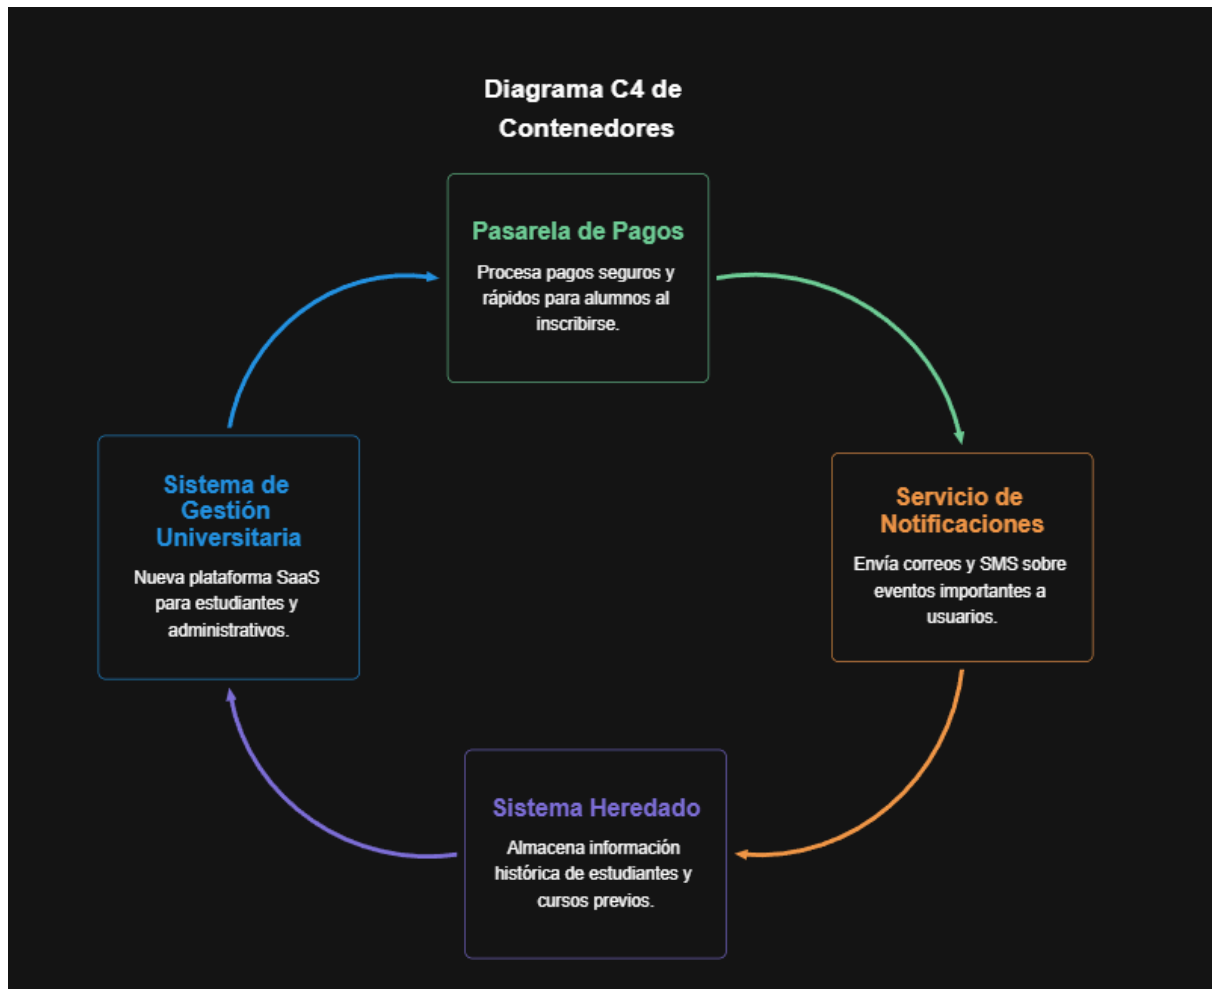 Diagrama C4 de
Contenedores
Pasarela de Pagos
Procesa pagos seguros y
rápidos para alumnos al
inscribirse.
Sistema de
Gestión
Universitaria
Nueva plataforma SaaS
para estudiantes y
administrativos.
Servicio de
Notificaciones
Envía correos y SMS sobre
eventos importantes a
usuarios.
Sistema Heredado
Almacena información
histórica de estudiantes y
cursos previos.